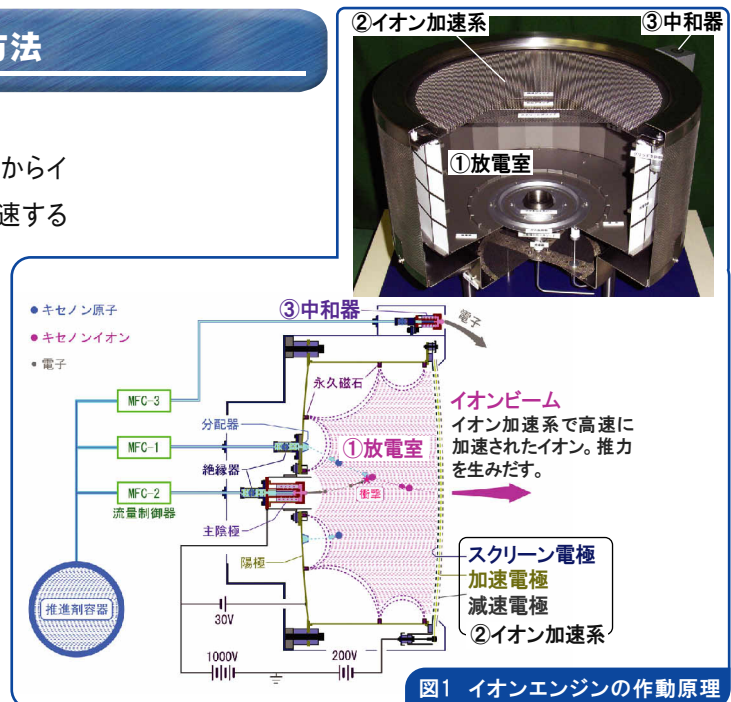 方法
からイ
速する
②イオン加速系
③中和器
①放電室
キセノン原子
キセノンイオン
電子
③中和器
電子
MFC-3
MFC-1
MFC-2
流量制御器
永久磁石
分配器
①放電室
絶縁器
衝撃
主陰極
陽極
イオンビーム
イオン加速系で高速に
加速されたイオン。推力
を生みだす。
スクリーン電極
加速電極
減速電極
②イオン加速系
推進剤容器
30V
1000V
200V
図1 イオンエンジンの作動原理